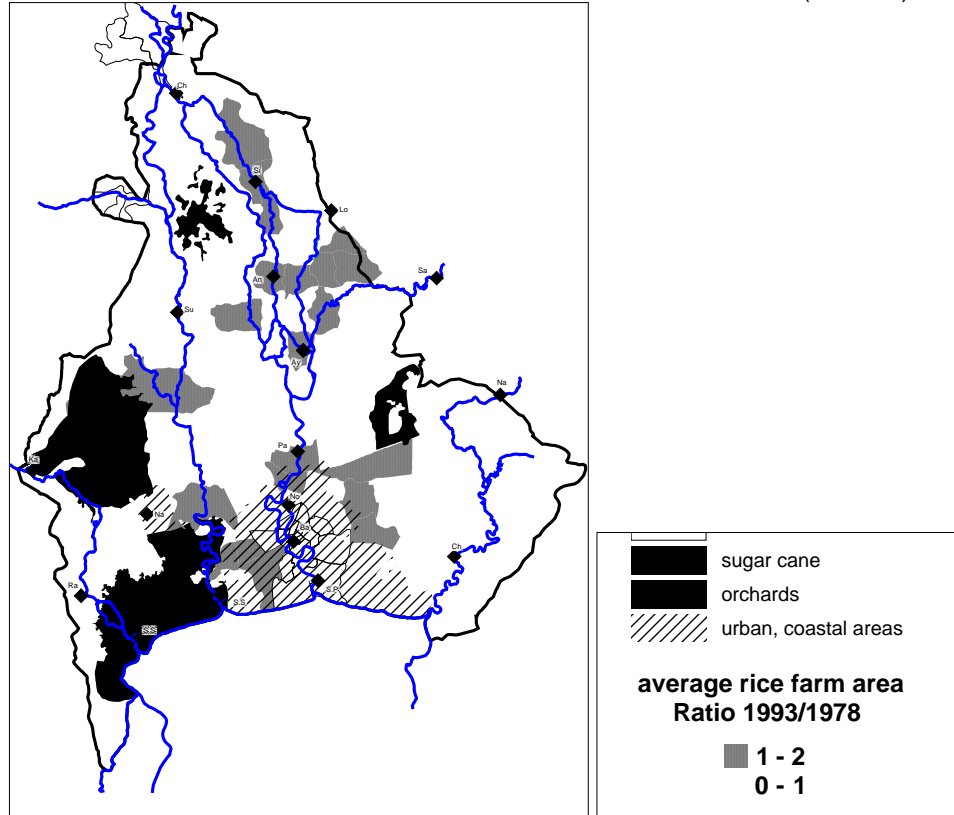 Ch
Si
Lo
Sa
An
Su
Ay
Na
Pa
Ka
No
Na
Ba
Ch
S.P.
Ra
S.S.
S.S.
sugar cane
orchards
urban, coastal areas
average rice farm area
Ratio 1993/1978
1 - 2
0 - 1